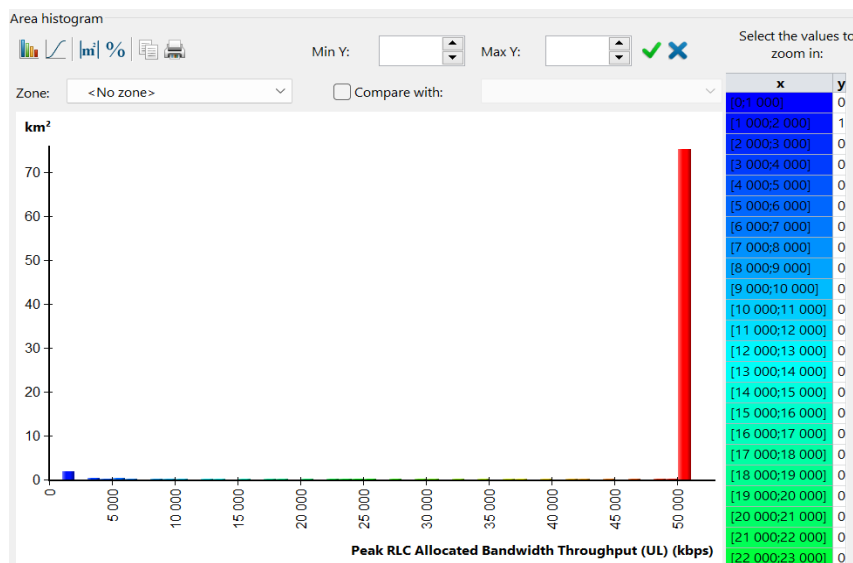 Area histogram
m² %
Min Y:
Max Y:
Select the values to
zoom in:
Zone:
<No zone>
Compare with:
km²
70
60
50
40
30
20
10
0
0
5 000
10 000
15 000
20 000
25 000
30 000
35 000
40 000
45 000
50 000
Peak RLC Allocated Bandwidth Throughput (UL) (kbps)
x y
[0;1 000] 0
[1 000;2 000] 1
[2 000;3 000] 0
[3 000;4 000] 0
[4 000;5 000] 0
[5 000;6 000] 0
[6 000;7 000] 0
[7 000;8 000] 0
[8 000;9 000] 0
[9 000;10 000] 0
[10 000;11 000] 0
[11 000;12 000] 0
[12 000;13 000] 0
[13 000;14 000] 0
[14 000;15 000] 0
[15 000;16 000] 0
[16 000;17 000] 0
[17 000;18 000] 0
[18 000;19 000] 0
[19 000;20 000] 0
[20 000;21 000] 0
[21 000;22 000] 0
[22 000;23 000] 0